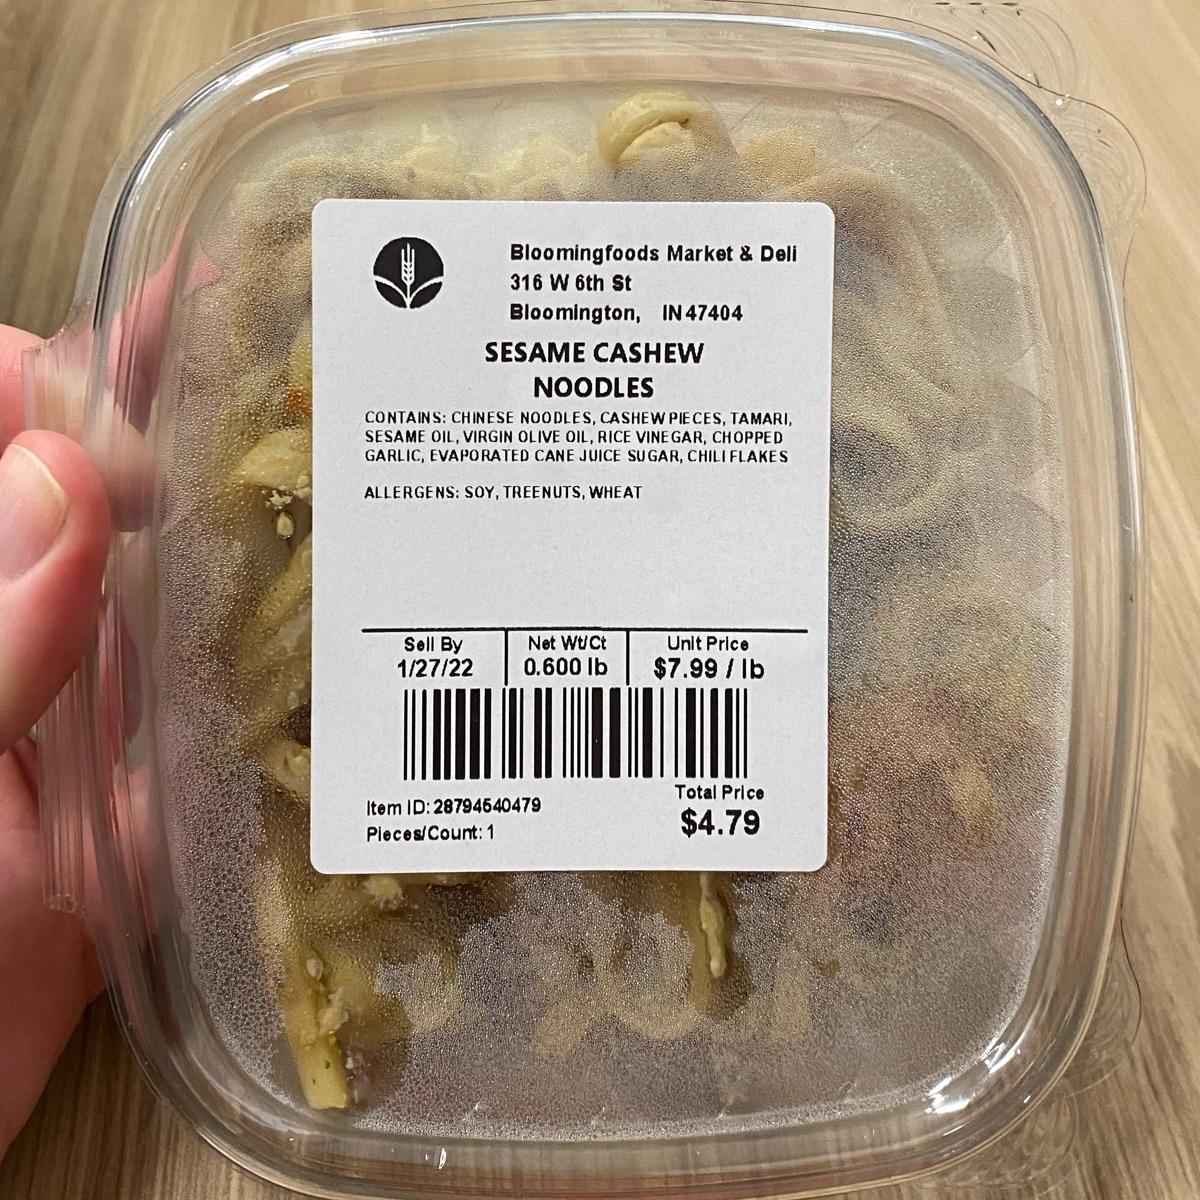 Bloomingfoods Market & Deli
316 W 6th St
Bloomington, IN 47404
SESAME CASHEW
NOODLES
CONTAINS: CHINESE NOODLES, CASHEW PIECES, TAMARI,
SESAME OIL, VIRGIN OLIVE OIL, RICE VINEGAR, CHOPPED
GARLIC, EVAPORATED CANE JUICE SUGAR, CHILI FLAKES
ALLERGENS: SOY, TREENUTS, WHEAT
Sell By Net Wt/Ct Unit Price
1/27/22 0.600 lb $7.99 / lb
Total Price
Item ID: 28794540479
$4.79
Pieces/Count: 1